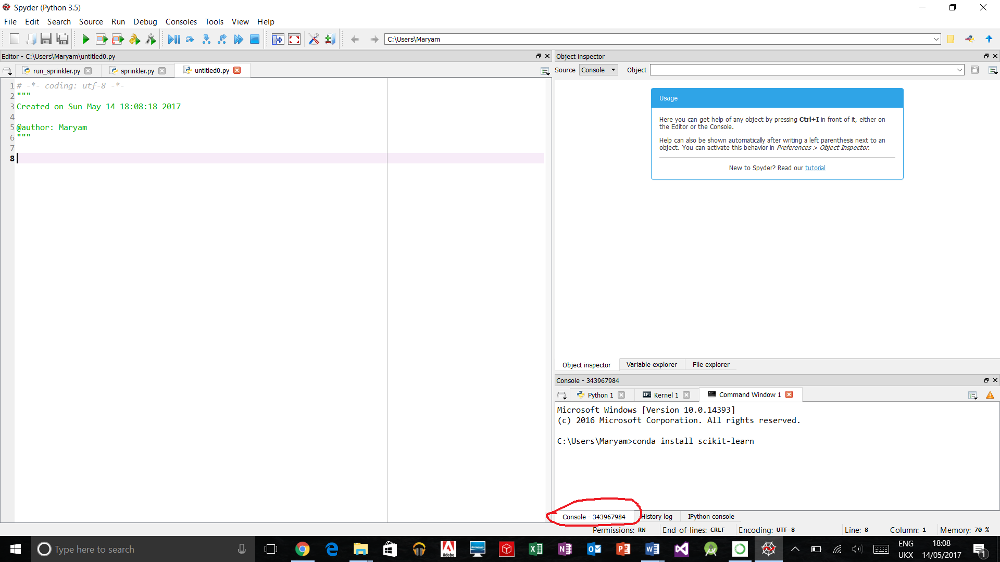 Spyder (Python 3.5)
File Edit Search Source Run Debug Consoles Tools View Help
C:\Users\Maryam
Editor - C:\Users\Maryam\untitled0.py
run_sprinkler.py sprinkler.py untitled0.py
1 # -*- coding: utf-8 -*-
2 """
3 Created on Sun May 14 18:08:18 2017
4
5 @author: Maryam
6 """
7
8
Object inspector
Source Console Object
Usage
Here you can get help of any object by pressing Ctrl+I in front of it, either on
the Editor or the Console.
Help can also be shown automatically after writing a left parenthesis next to an
object. You can activate this behavior in Preferences > Object Inspector.
New to Spyder? Read our tutorial
Object inspector Variable explorer File explorer
Console - 343967984
Python 1 IP: Kernel 1 Command Window 1
Microsoft Windows [Version 10.0.14393]
(c) 2016 Microsoft Corporation. All rights reserved.
C:\Users\Maryam>conda install scikit-learn
Console - 343967984 History log IPython console
Permissions: RW End-of-lines: CRLF Encoding: UTF-8 Line: 8 Column: 1 Memory: 70 %
Type here to search
Adobe
ENG
UKX
18:08
14/05/2017
1